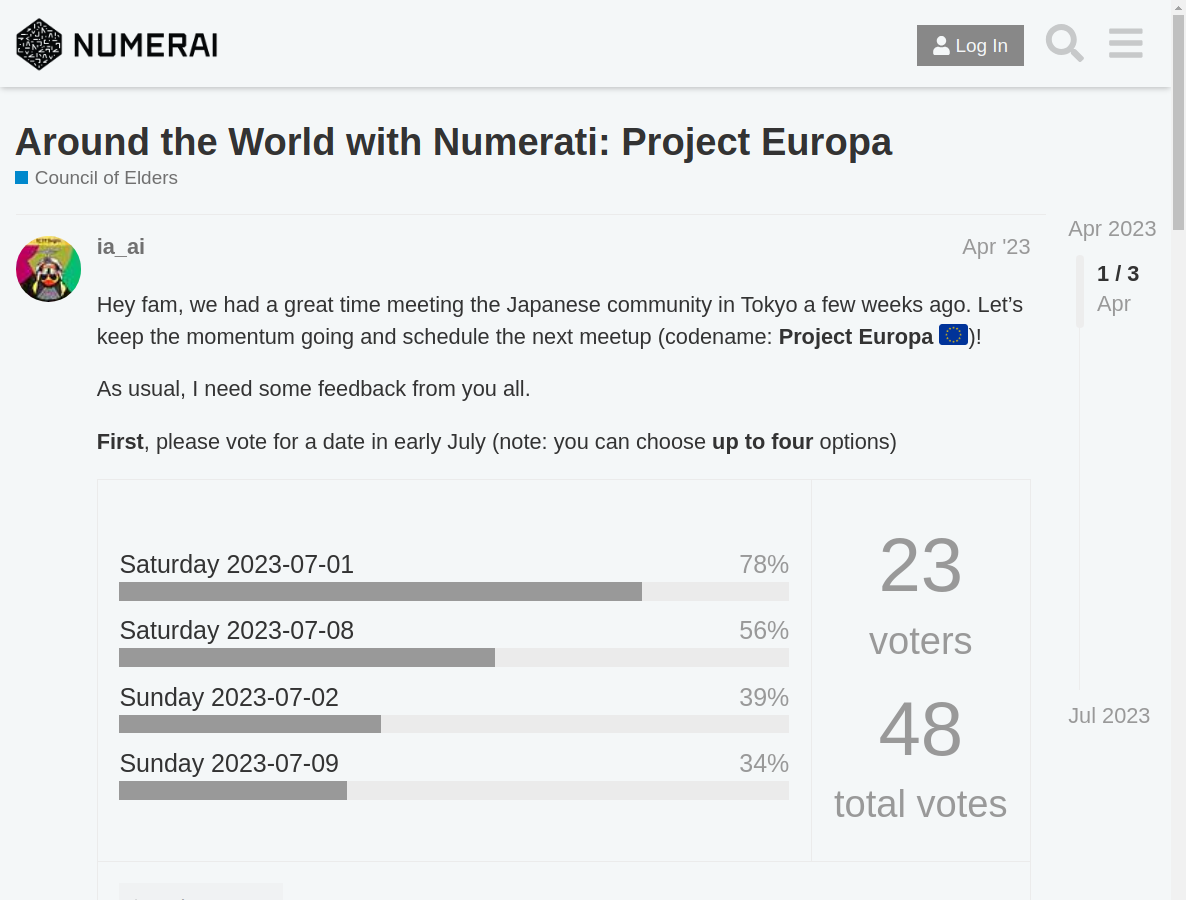 NUMERAI
Log In
Around the World with Numerati: Project Europa
Council of Elders
Apr 2023
ia_ai
Apr '23
1 / 3
Apr
Hey fam, we had a great time meeting the Japanese community in Tokyo a few weeks ago. Let’s
keep the momentum going and schedule the next meetup (codename: Project Europa )!
As usual, I need some feedback from you all.
First, please vote for a date in early July (note: you can choose up to four options)
Saturday 2023-07-01 78%
Saturday 2023-07-08 56%
Sunday 2023-07-02 39%
Sunday 2023-07-09 34%
23
voters
48
total votes
Jul 2023